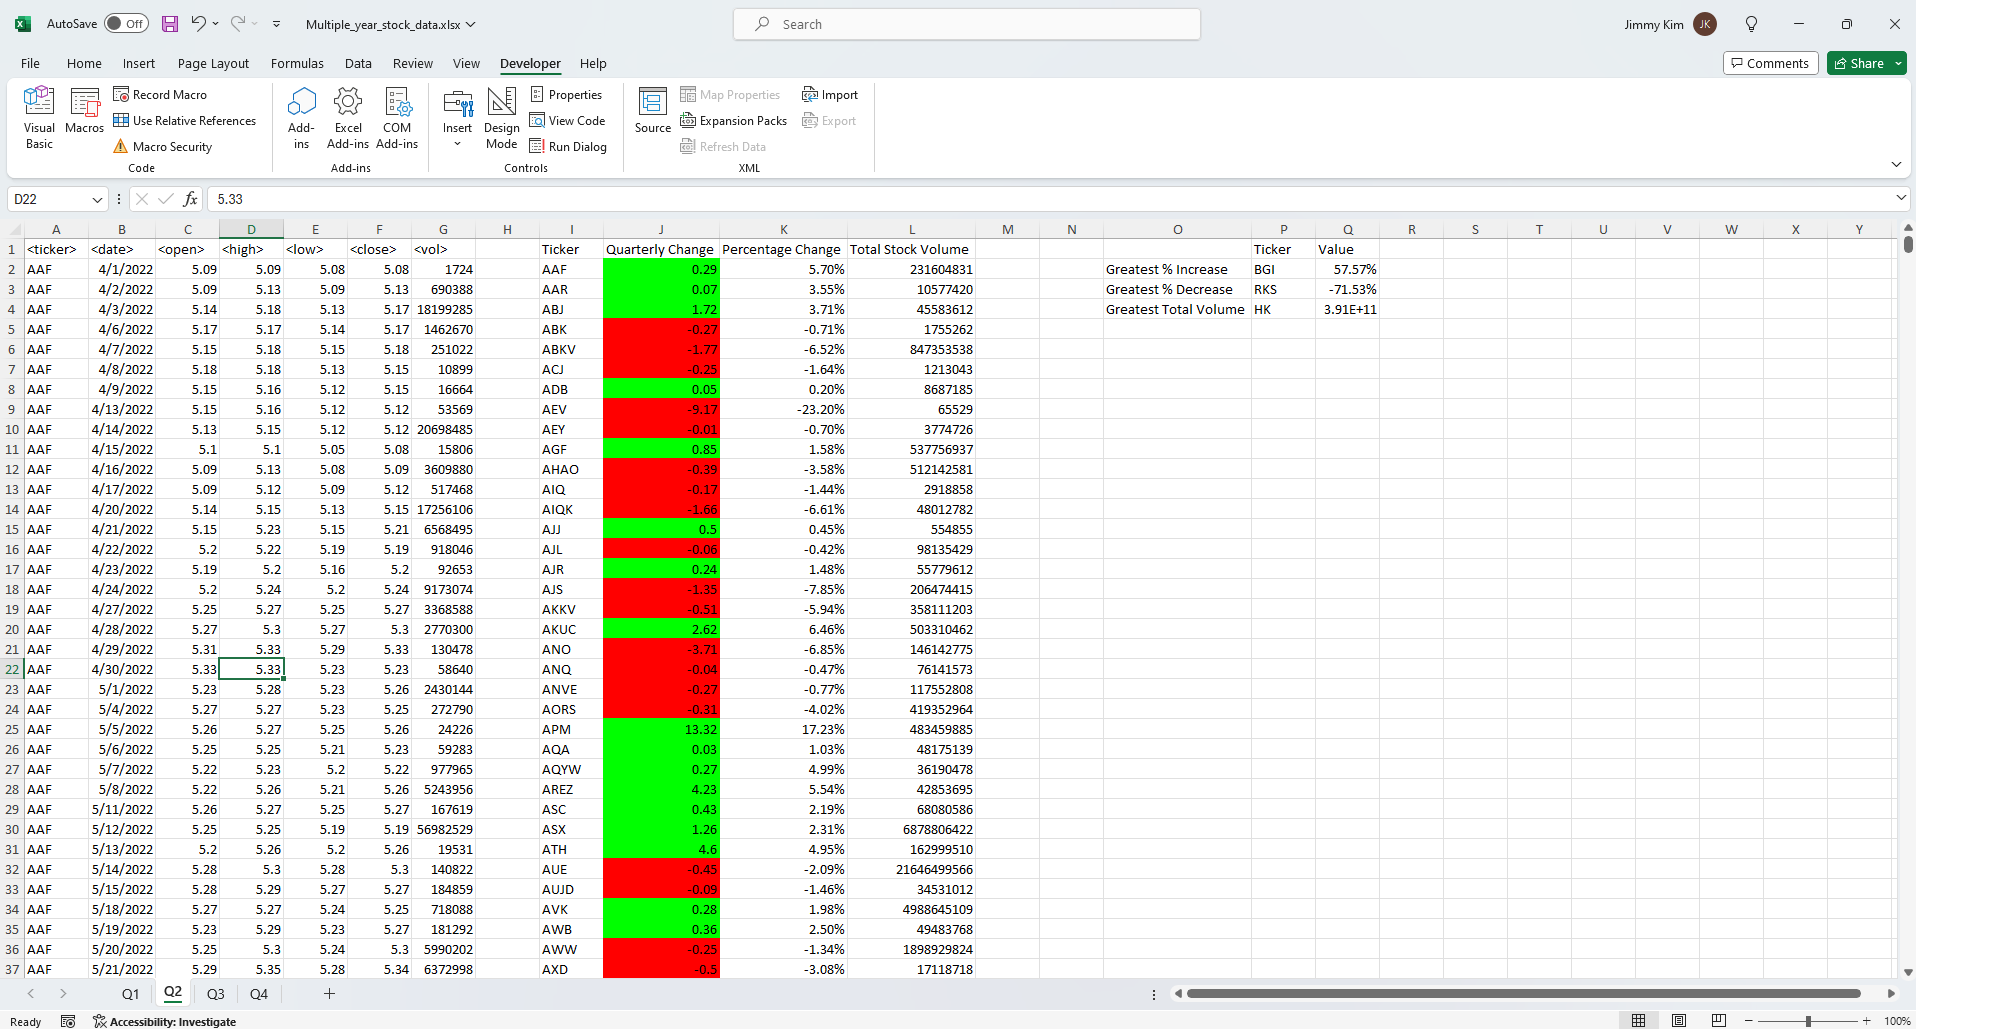 AutoSave Off Multiple_year_stock_data.xlsx Search Jimmy Kim JK
File Home Insert Page Layout Formulas Data Review View Developer Help Comments Share
Visual Basic Macros Record Macro Use Relative References Macro Security Code
Add-ins Excel Add-ins COM Add-ins Add-ins
Insert Design Mode Properties View Code Run Dialog Controls
Source Map Properties Expansion Packs Refresh Data Import Export XML
D22 fx 5.33
A B C D E F G H I J K L M N O P Q R S T U V W X Y
1 <ticker> <date> <open> <high> <low> <close> <vol> Ticker Quarterly Change Percentage Change Total Stock Volume Ticker Value
2 AAF 4/1/2022 5.09 5.09 5.08 5.08 1724 AAF 0.29 5.70% 231604831 Greatest % Increase BGI 57.57%
3 AAF 4/2/2022 5.09 5.13 5.09 5.13 690388 AAR 0.07 3.55% 10577420 Greatest % Decrease RKS -71.53%
4 AAF 4/3/2022 5.14 5.18 5.13 5.17 18199285 ABJ 1.72 3.71% 45583612 Greatest Total Volume HK 3.91E+11
5 AAF 4/6/2022 5.17 5.17 5.14 5.17 1462670 ABK -0.27 -0.71% 1755262
6 AAF 4/7/2022 5.15 5.18 5.15 5.18 251022 ABKV -1.77 -6.52% 847353538
7 AAF 4/8/2022 5.18 5.18 5.13 5.15 10899 ACJ -0.25 -1.64% 1213043
8 AAF 4/9/2022 5.15 5.16 5.12 5.15 16664 ADB 0.05 0.20% 8687185
9 AAF 4/13/2022 5.15 5.16 5.12 5.12 53569 AEV -9.17 -23.20% 65529
10 AAF 4/14/2022 5.13 5.15 5.12 5.12 20698485 AEY -0.01 -0.70% 3774726
11 AAF 4/15/2022 5.1 5.1 5.05 5.08 15806 AGF 0.85 1.58% 537756937
12 AAF 4/16/2022 5.09 5.13 5.08 5.09 3609880 AHAO -0.39 -3.58% 512142581
13 AAF 4/17/2022 5.09 5.12 5.09 5.12 517468 AIQ -0.17 -1.44% 2918858
14 AAF 4/20/2022 5.14 5.15 5.13 5.15 17256106 AIQK -1.66 -6.61% 48012782
15 AAF 4/21/2022 5.15 5.23 5.15 5.21 6568495 AJJ 0.5 0.45% 554855
16 AAF 4/22/2022 5.2 5.22 5.19 5.19 918046 AJL -0.06 -0.42% 98135429
17 AAF 4/23/2022 5.19 5.2 5.16 5.2 92653 AJR 0.24 1.48% 55779612
18 AAF 4/24/2022 5.2 5.24 5.2 5.24 9173074 AJS -1.35 -7.85% 206474415
19 AAF 4/27/2022 5.25 5.27 5.25 5.27 3368588 AKKV -0.51 -5.94% 358111203
20 AAF 4/28/2022 5.27 5.3 5.27 5.3 2770300 AKUC 2.62 6.46% 503310462
21 AAF 4/29/2022 5.31 5.33 5.29 5.33 130478 ANO -3.71 -6.85% 146142775
22 AAF 4/30/2022 5.33 5.33 5.23 5.23 58640 ANQ -0.04 -0.47% 76141573
23 AAF 5/1/2022 5.23 5.28 5.23 5.26 2430144 ANVE -0.27 -0.77% 117552808
24 AAF 5/4/2022 5.27 5.27 5.23 5.25 272790 AORS -0.31 -4.02% 419352964
25 AAF 5/5/2022 5.26 5.27 5.25 5.26 24226 APM 13.32 17.23% 483459885
26 AAF 5/6/2022 5.25 5.25 5.21 5.23 59283 AQA 0.03 1.03% 48175139
27 AAF 5/7/2022 5.22 5.23 5.2 5.22 977965 AQYW 0.27 4.99% 36190478
28 AAF 5/8/2022 5.22 5.26 5.21 5.26 5243956 AREZ 4.23 5.54% 42853695
29 AAF 5/11/2022 5.26 5.27 5.25 5.27 167619 ASC 0.43 2.19% 68080586
30 AAF 5/12/2022 5.25 5.25 5.19 5.19 56982529 ASX 1.26 2.31% 6878806422
31 AAF 5/13/2022 5.2 5.26 5.2 5.26 19531 ATH 4.6 4.95% 162999510
32 AAF 5/14/2022 5.28 5.3 5.28 5.3 140822 AUE -0.45 -2.09% 21646499566
33 AAF 5/15/2022 5.28 5.29 5.27 5.27 184859 AUJD -0.09 -1.46% 34531012
34 AAF 5/18/2022 5.27 5.27 5.24 5.25 718088 AVK 0.28 1.98% 4988645109
35 AAF 5/19/2022 5.23 5.29 5.23 5.27 181292 AWB 0.36 2.50% 49483768
36 AAF 5/20/2022 5.25 5.3 5.24 5.3 5990202 AWW -0.25 -1.34% 1898929824
37 AAF 5/21/2022 5.29 5.35 5.28 5.34 6372998 AXD -0.5 -3.08% 17118718
Q1 Q2 Q3 Q4
Ready Accessibility: Investigate 100%